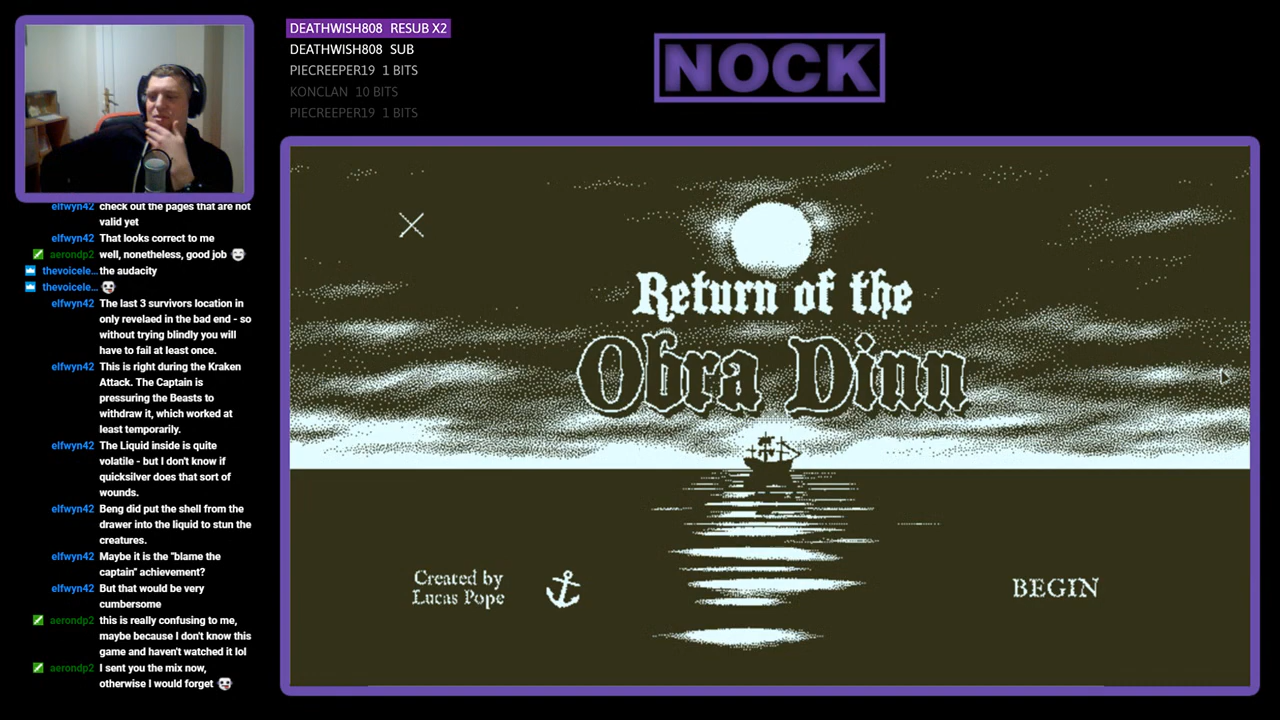 DEATHWISH808 RESUB X2
DEATHWISH808 SUB
PIECREEPER19 1 BITS
KONCLAN 10 BITS
PIECREEPER19 1 BITS
NOCK
elfwyn42 check out the pages that are not
valid yet
elfwyn42 That looks correct to me
aerondp2 well, nonetheless, good job
thevoicele... the audacity
thevoicele...
elfwyn42 The last 3 survivors location in
only revelaed in the bad end - so
without trying blindly you will
have to fail at least once.
elfwyn42 This is right during the Kraken
Attack. The Captain is
pressuring the Beasts to
withdraw it, which worked at
least temporarily.
elfwyn42 The Liquid inside is quite
volatile - but I don't know if
quicksilver does that sort of
wounds.
elfwyn42 Dong did put the shell from the
drawer into the liquid to stun the
creatures.
elfwyn42 Maybe it is the "blame the
captain" achievement?
elfwyn42 But that would be very
cumbersome
aerondp2 this is really confusing to me,
maybe because I don't know this
game and haven't watched it lol
aerondp2 I sent you the mix now,
otherwise I would forget
Return of the
Obra Dinn
Created by
Lucas Pope
BEGIN